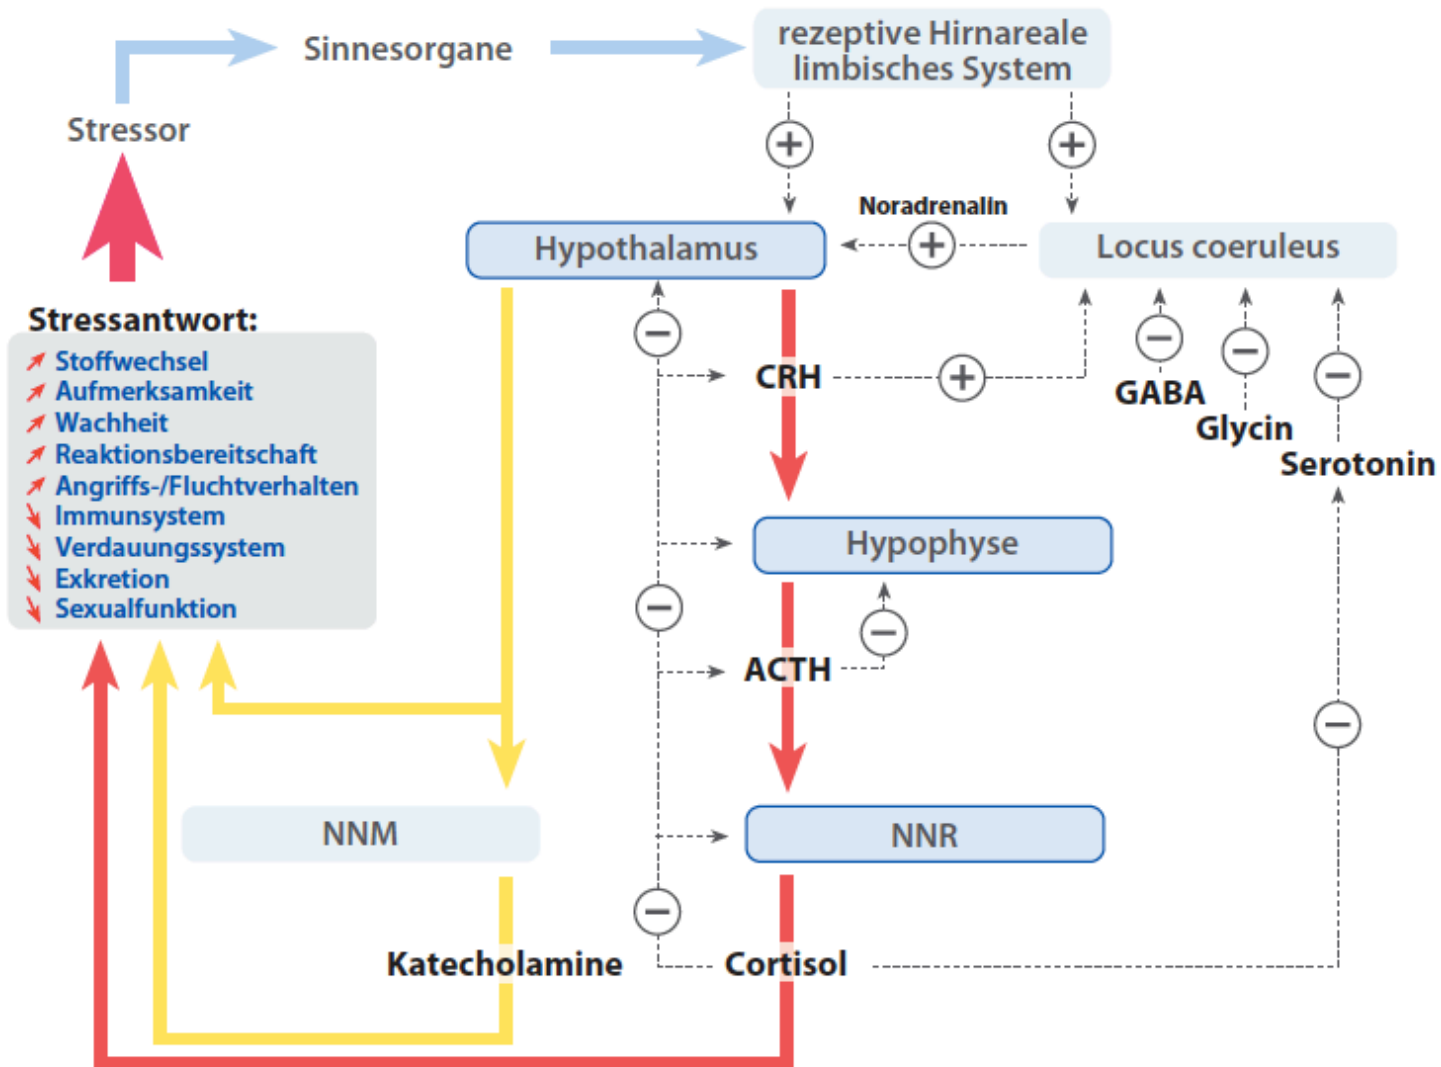 Sinnesorgane
rezeptive Hirnareale
limbisches System
Stressor
+
+
Noradrenalin
Hypothalamus
+
Locus coeruleus
Stressantwort:
Stoffwechsel
Aufmerksamkeit
Wachheit
Reaktionsbereitschaft
Angriffs-/Fluchtverhalten
Immunsystem
Verdauungssystem
Exkretion
Sexualfunktion
−
CRH
+
−
GABA
−
Glycin
−
Serotonin
Hypophyse
−
−
ACTH
−
NNM
NNR
−
Katecholamine
Cortisol